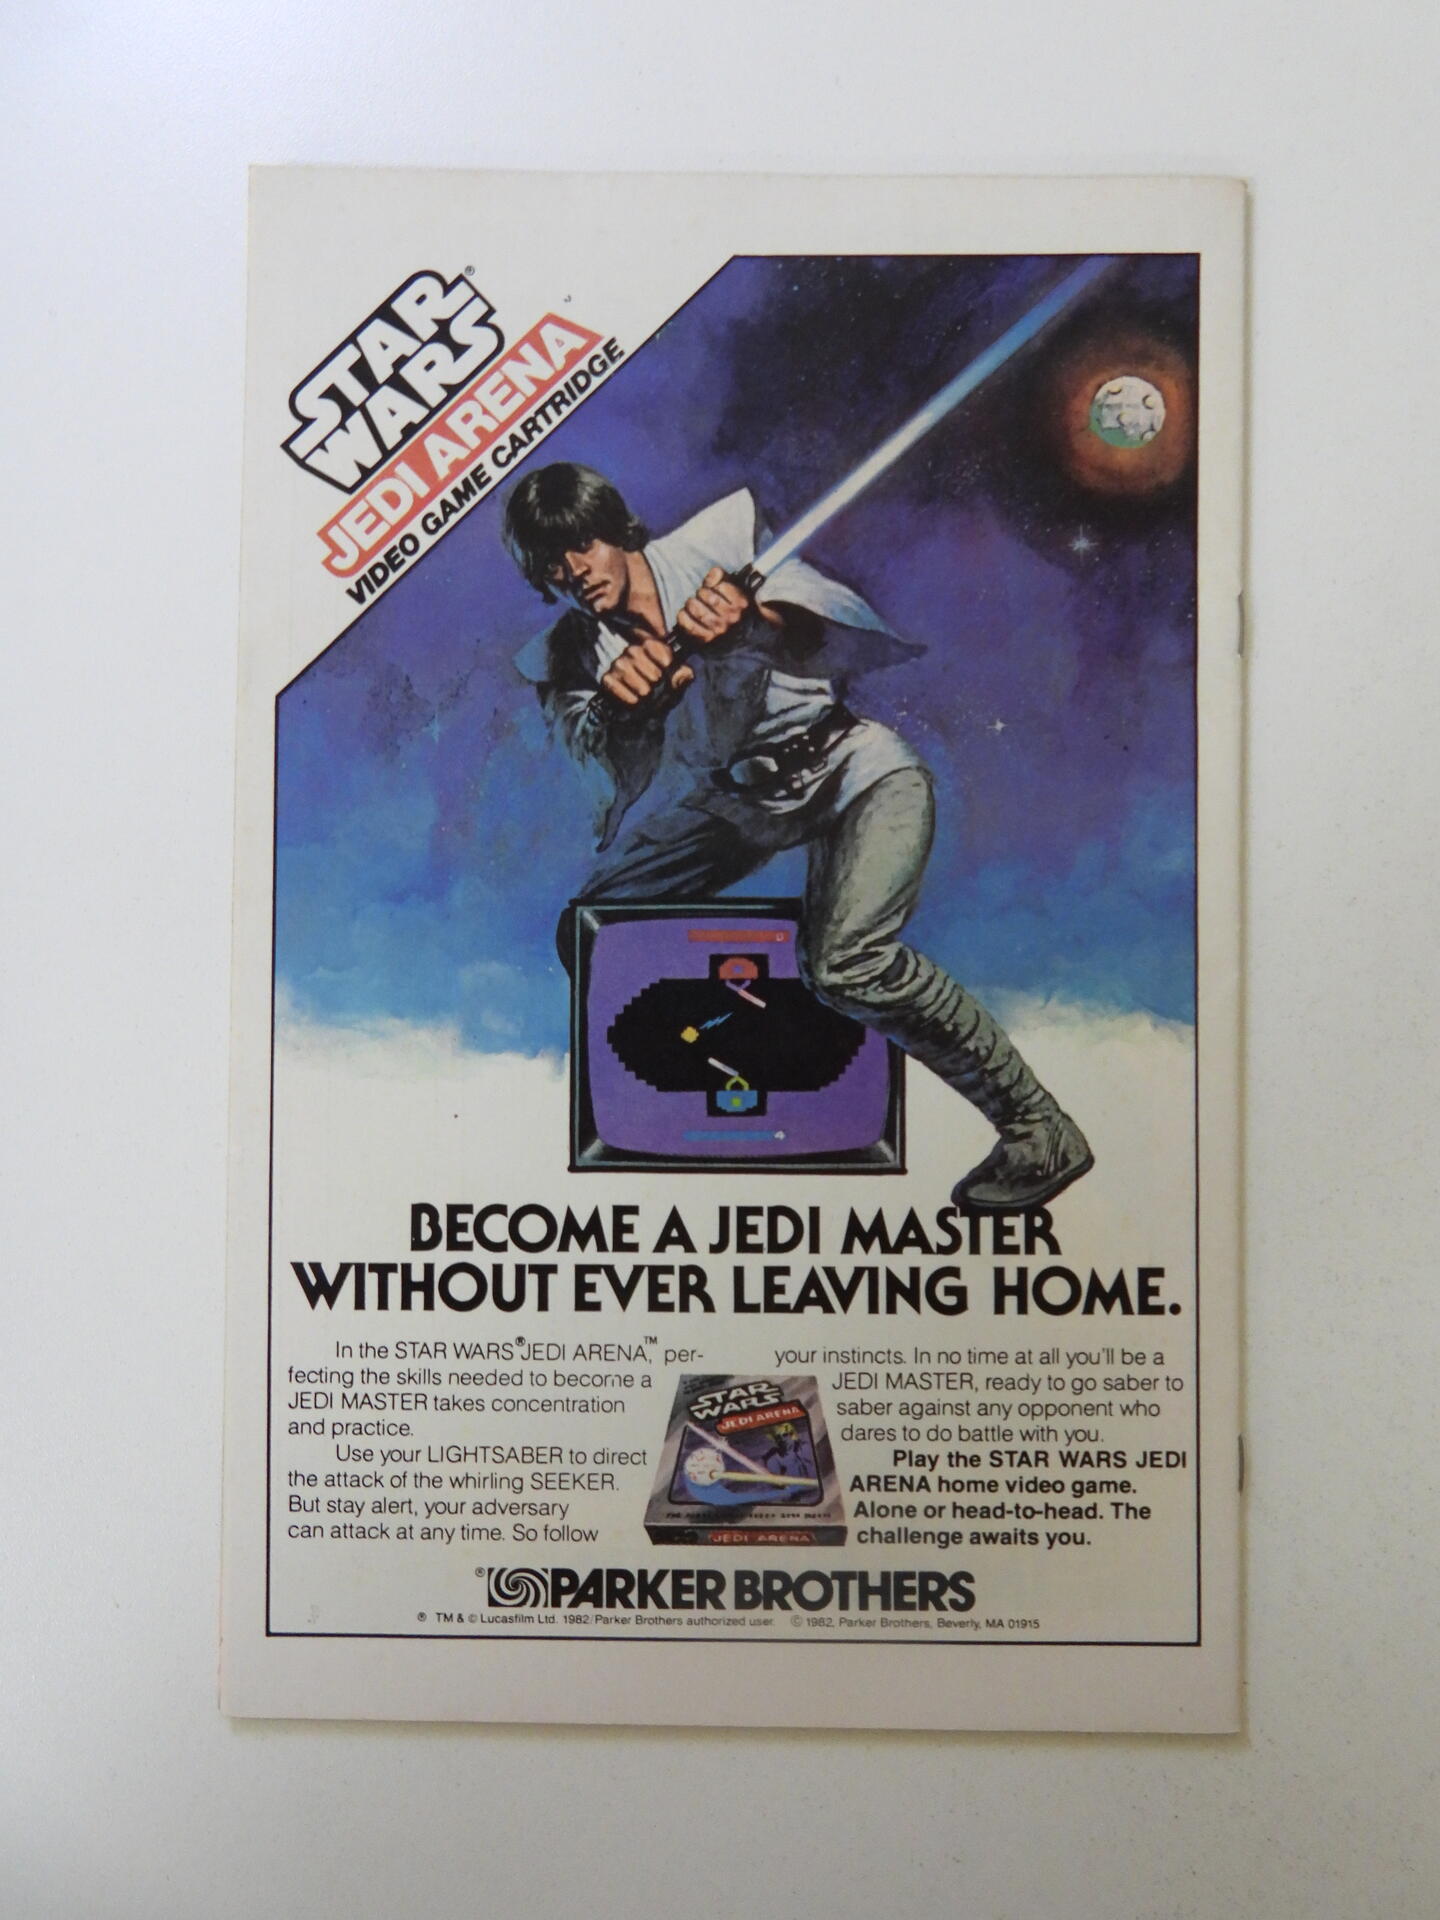 STAR®
WARS
JEDI ARENA
VIDEO GAME CARTRIDGE
0
4
BECOME A JEDI MASTER
WITHOUT EVER LEAVING HOME.
In the STAR WARS® JEDI ARENA,™ per-
fecting the skills needed to become a
JEDI MASTER takes concentration
and practice.
Use your LIGHTSABER to direct
the attack of the whirling SEEKER.
But stay alert, your adversary
can attack at any time. So follow
your instincts. In no time at all you'll be a
JEDI MASTER, ready to go saber to
saber against any opponent who
dares to do battle with you.
Play the STAR WARS JEDI
ARENA home video game.
Alone or head-to-head. The
challenge awaits you.
STAR
WARS
JEDI ARENA
JEDI ARENA
® PARKER BROTHERS
® TM & © Lucasfilm Ltd. 1982/Parker Brothers authorized user. © 1982, Parker Brothers, Beverly, MA 01915